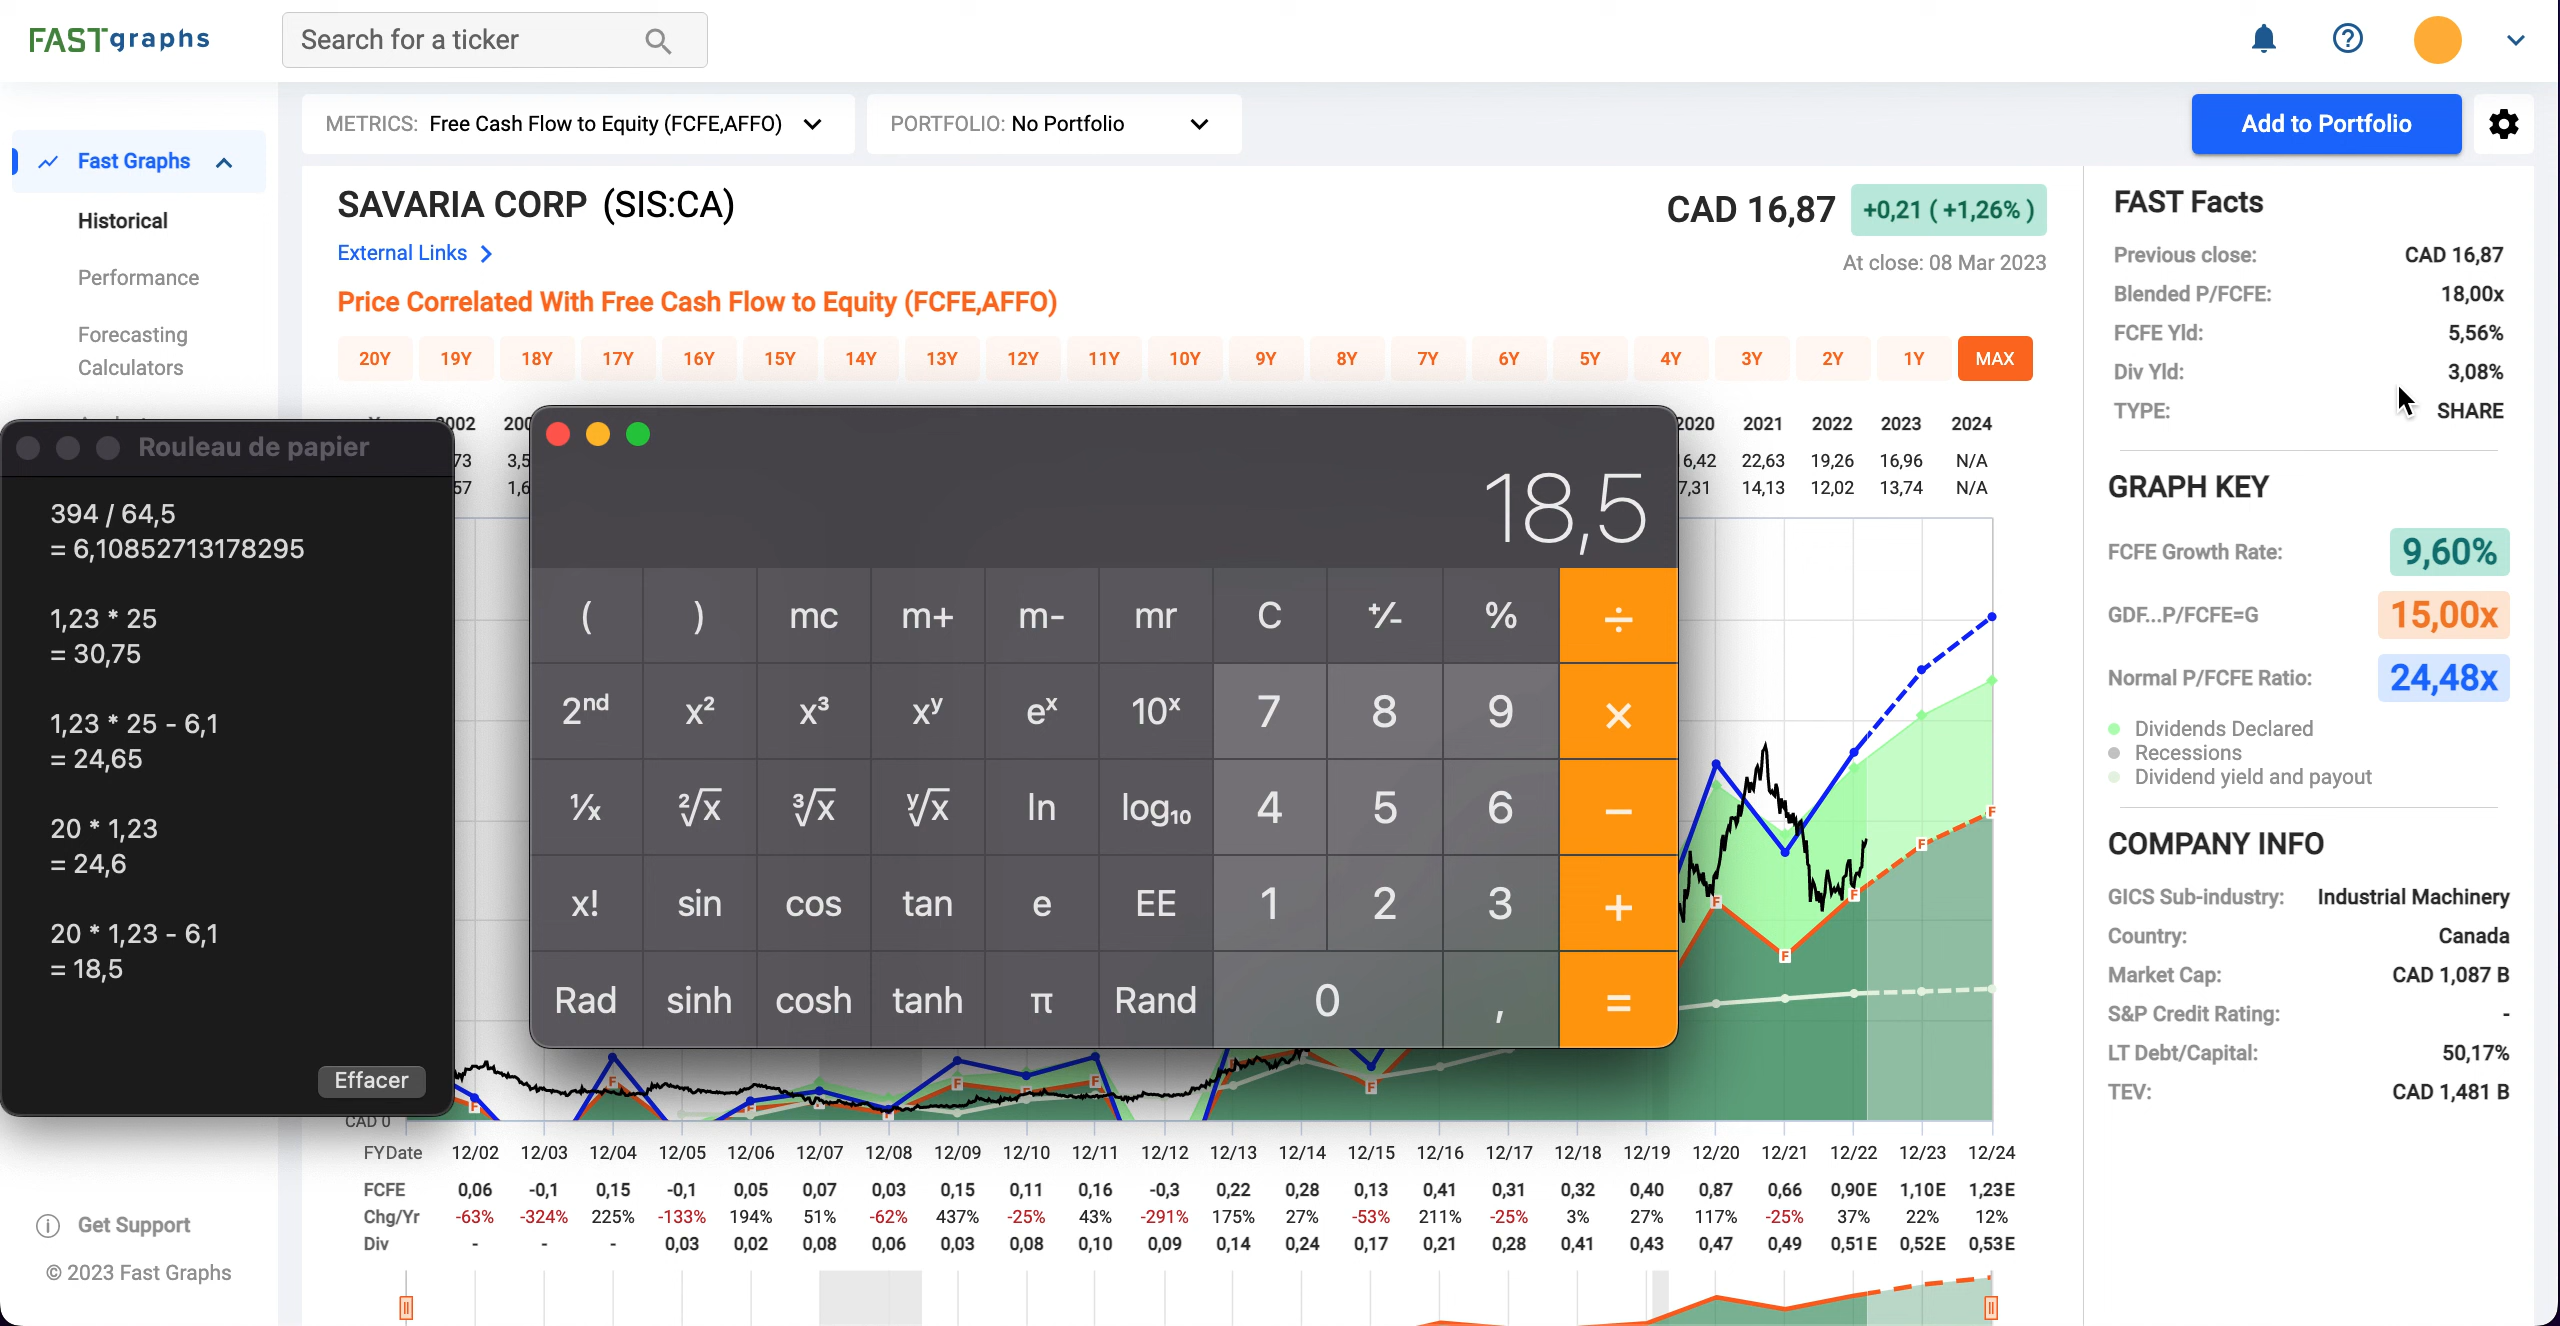 FASTgraphs
Search for a ticker
METRICS: Free Cash Flow to Equity (FCFE,AFFO)
PORTFOLIO: No Portfolio
Add to Portfolio
Fast Graphs
Historical
Performance
Forecasting
Calculators
SAVARIA CORP (SIS:CA)
CAD 16,87 +0,21 ( +1,26% )
External Links
At close: 08 Mar 2023
Price Correlated With Free Cash Flow to Equity (FCFE,AFFO)
20Y 19Y 18Y 17Y 16Y 15Y 14Y 13Y 12Y 11Y 10Y 9Y 8Y 7Y 6Y 5Y 4Y 3Y 2Y 1Y MAX
2020 2021 2022 2023 2024
6,42 22,63 19,26 16,96 N/A
7,31 14,13 12,02 13,74 N/A
Rouleau de papier
394 / 64,5
= 6,10852713178295
1,23 * 25
= 30,75
1,23 * 25 - 6,1
= 24,65
20 * 1,23
= 24,6
20 * 1,23 - 6,1
= 18,5
Effacer
18,5
( ) mc m+ m- mr C ⁺⁄₋ % ÷
2ⁿᵈ x² x³ xʸ eˣ 10ˣ 7 8 9 ×
¹⁄x ²√x ³√x ʸ√x ln log₁₀ 4 5 6 −
x! sin cos tan e EE 1 2 3 +
Rad sinh cosh tanh π Rand 0 , =
CAD 0
FYDate 12/02 12/03 12/04 12/05 12/06 12/07 12/08 12/09 12/10 12/11 12/12 12/13 12/14 12/15 12/16 12/17 12/18 12/19 12/20 12/21 12/22 12/23 12/24
FCFE 0,06 -0,1 0,15 -0,1 0,05 0,07 0,03 0,15 0,11 0,16 -0,3 0,22 0,28 0,13 0,41 0,31 0,32 0,40 0,87 0,66 0,90E 1,10E 1,23E
Chg/Yr -63% -324% 225% -133% 194% 51% -62% 437% -25% 43% -291% 175% 27% -53% 211% -25% 3% 27% 117% -25% 37% 22% 12%
Div - - - 0,03 0,02 0,08 0,06 0,03 0,08 0,10 0,09 0,14 0,24 0,17 0,21 0,28 0,41 0,43 0,47 0,49 0,51E 0,52E 0,53E
Get Support
© 2023 Fast Graphs
FAST Facts
Previous close: CAD 16,87
Blended P/FCFE: 18,00x
FCFE Yld: 5,56%
Div Yld: 3,08%
TYPE: SHARE
GRAPH KEY
FCFE Growth Rate: 9,60%
GDF...P/FCFE=G 15,00x
Normal P/FCFE Ratio: 24,48x
Dividends Declared
Recessions
Dividend yield and payout
COMPANY INFO
GICS Sub-industry: Industrial Machinery
Country: Canada
Market Cap: CAD 1,087 B
S&P Credit Rating: -
LT Debt/Capital: 50,17%
TEV: CAD 1,481 B